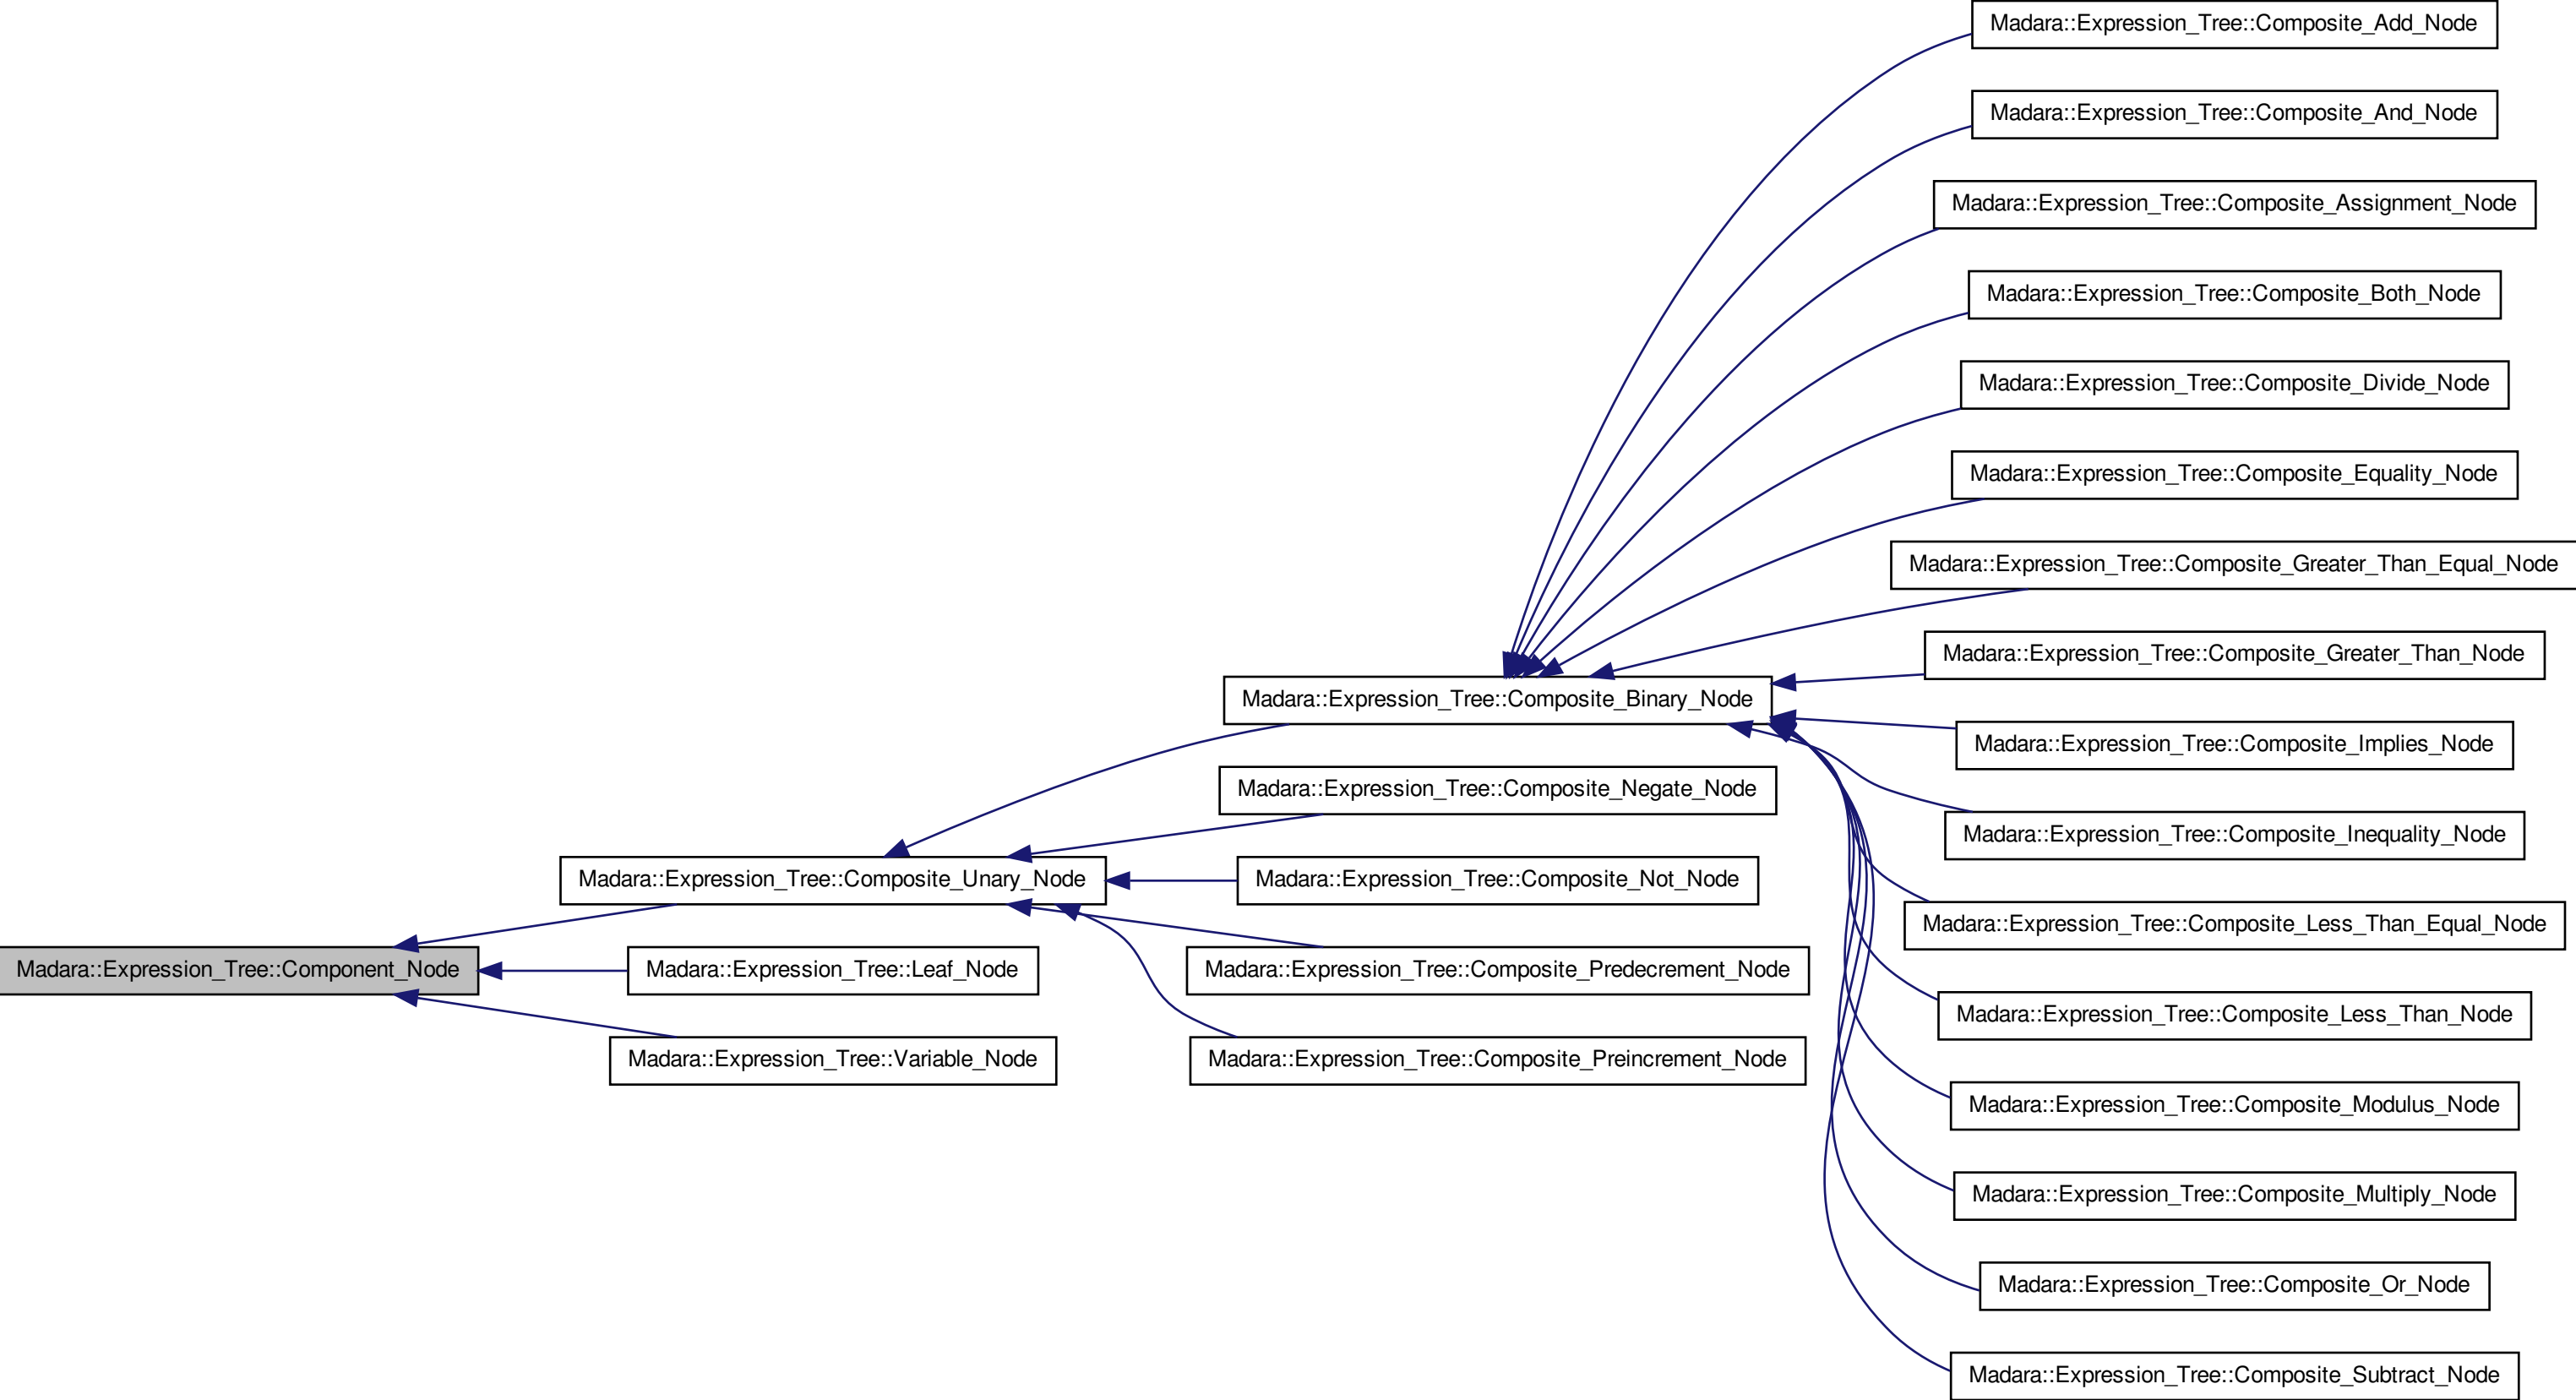 Madara::Expression_Tree::Composite_Add_Node
Madara::Expression_Tree::Composite_And_Node
Madara::Expression_Tree::Composite_Assignment_Node
Madara::Expression_Tree::Composite_Both_Node
Madara::Expression_Tree::Composite_Divide_Node
Madara::Expression_Tree::Composite_Equality_Node
Madara::Expression_Tree::Composite_Greater_Than_Equal_Node
Madara::Expression_Tree::Composite_Greater_Than_Node
Madara::Expression_Tree::Composite_Binary_Node
Madara::Expression_Tree::Composite_Implies_Node
Madara::Expression_Tree::Composite_Negate_Node
Madara::Expression_Tree::Composite_Inequality_Node
Madara::Expression_Tree::Composite_Unary_Node
Madara::Expression_Tree::Composite_Not_Node
Madara::Expression_Tree::Composite_Less_Than_Equal_Node
Madara::Expression_Tree::Component_Node
Madara::Expression_Tree::Leaf_Node
Madara::Expression_Tree::Composite_Predecrement_Node
Madara::Expression_Tree::Composite_Less_Than_Node
Madara::Expression_Tree::Variable_Node
Madara::Expression_Tree::Composite_Preincrement_Node
Madara::Expression_Tree::Composite_Modulus_Node
Madara::Expression_Tree::Composite_Multiply_Node
Madara::Expression_Tree::Composite_Or_Node
Madara::Expression_Tree::Composite_Subtract_Node